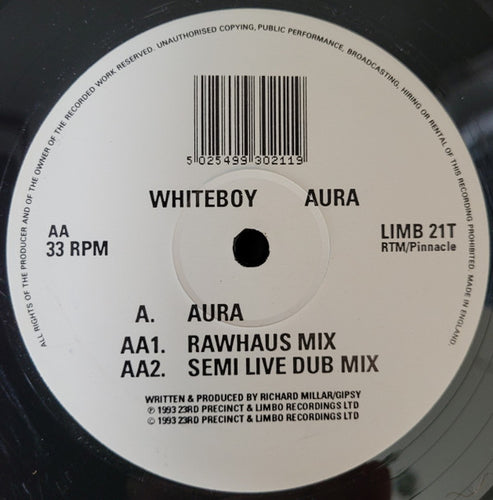 ALL RIGHTS OF THE PRODUCER AND OF THE OWNER OF THE RECORDED WORK RESERVED. UNAUTHORISED COPYING, PUBLIC PERFORMANCE, BROADCASTING, HIRING OR RENTAL OF THIS RECORDING PROHIBITED. MADE IN ENGLAND.
5 025499 302119
WHITEBOY AURA
AA LIMB 21T
33 RPM RTM/Pinnacle
A. AURA
AA1. RAWHAUS MIX
AA2. SEMI LIVE DUB MIX
WRITTEN & PRODUCED BY RICHARD MILLAR/GIPSY
℗ 1993 23RD PRECINCT & LIMBO RECORDINGS LTD
© 1993 23RD PRECINCT & LIMBO RECORDINGS LTD